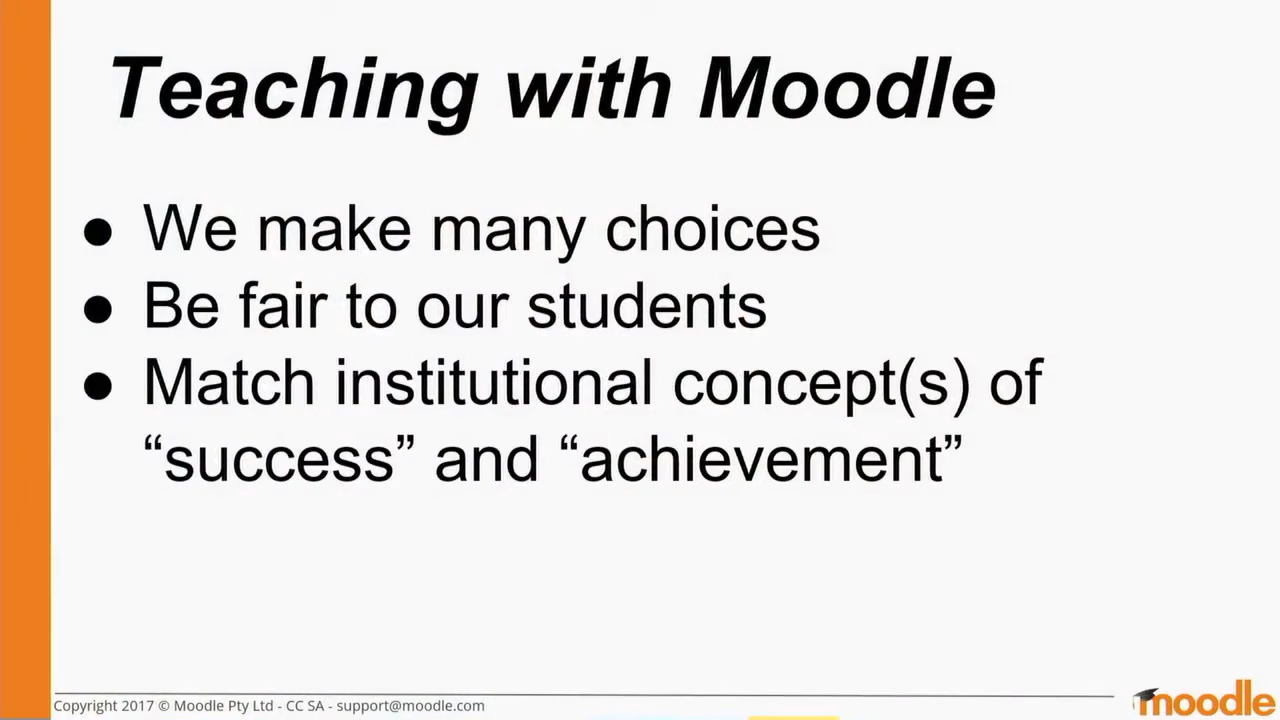 Teaching with Moodle
● We make many choices
● Be fair to our students
● Match institutional concept(s) of
“success” and “achievement”
Copyright 2017 © Moodle Pty Ltd - CC SA - support@moodle.com
moodle